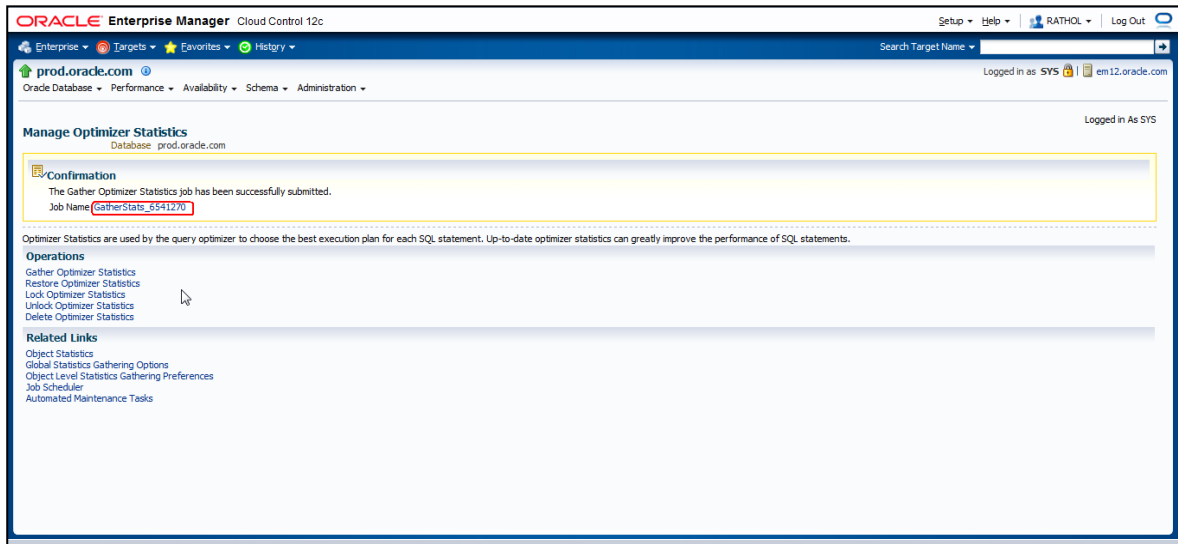 ORACLE Enterprise Manager Cloud Control 12c
Setup Help RATHOL Log Out
Enterprise Targets Favorites History Search Target Name
prod.oracle.com Logged in as SYS em12.oracle.com
Oracle Database Performance Availability Schema Administration
Logged in As SYS
Manage Optimizer Statistics
Database prod.oracle.com
Confirmation
The Gather Optimizer Statistics job has been successfully submitted.
Job Name GatherStats_6541270
Optimizer Statistics are used by the query optimizer to choose the best execution plan for each SQL statement. Up-to-date optimizer statistics can greatly improve the performance of SQL statements.
Operations
Gather Optimizer Statistics
Restore Optimizer Statistics
Lock Optimizer Statistics
Unlock Optimizer Statistics
Delete Optimizer Statistics
Related Links
Object Statistics
Global Statistics Gathering Options
Object Level Statistics Gathering Preferences
Job Scheduler
Automated Maintenance Tasks